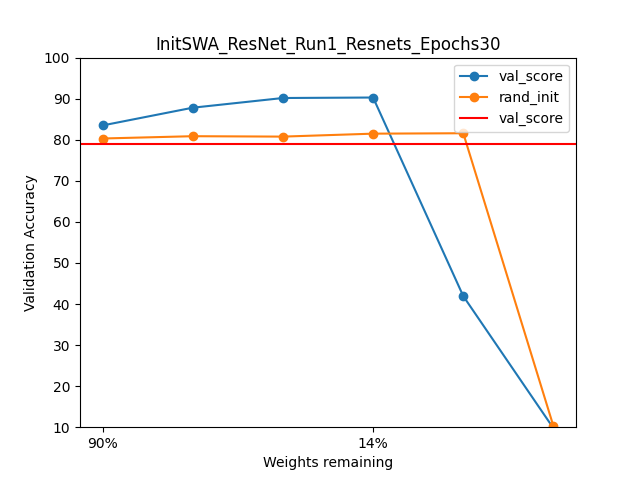 InitSWA_ResNet_Run1_Resnets_Epochs30
val_score
rand_init
val_score
Validation Accuracy
100
90
80
70
60
50
40
30
20
10
90%
14%
Weights remaining